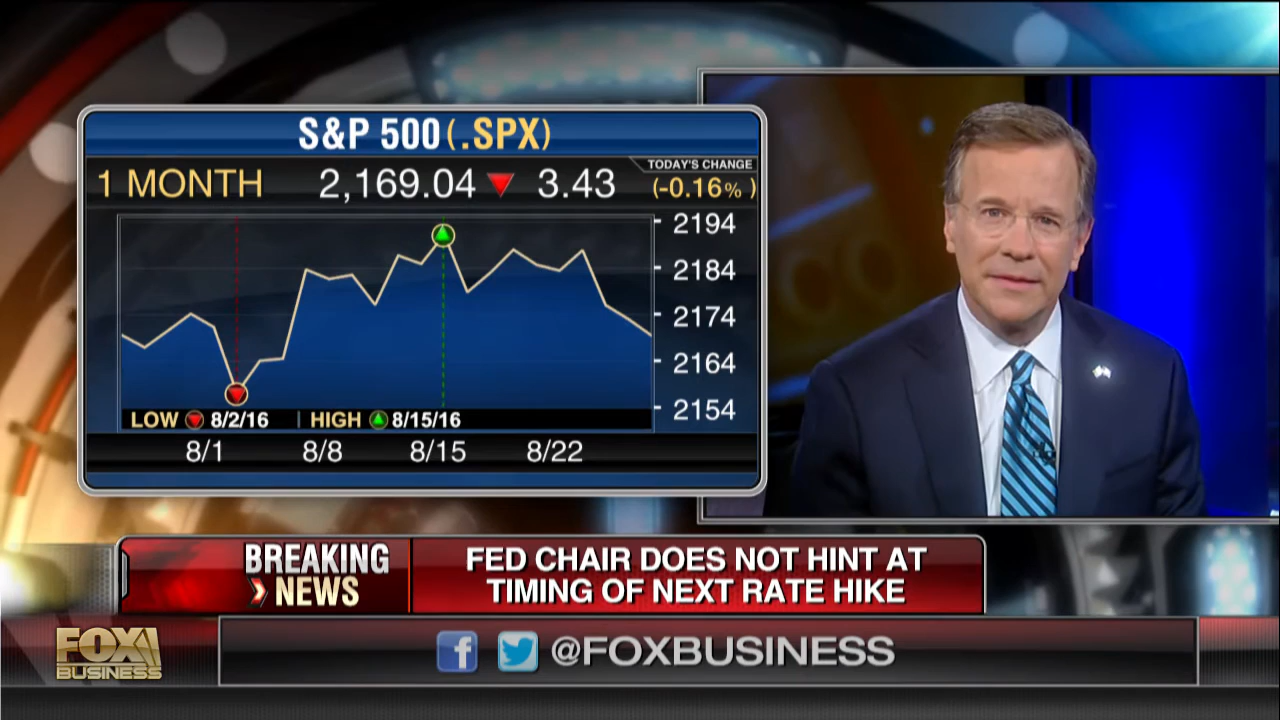 S&P 500 (.SPX)
TODAY'S CHANGE
1 MONTH 2,169.04 ▼ 3.43 (-0.16%)
2194
2184
2174
2164
2154
LOW 8/2/16 | HIGH 8/15/16
8/1 8/8 8/15 8/22
BREAKING
NEWS
FED CHAIR DOES NOT HINT AT
TIMING OF NEXT RATE HIKE
FOX
BUSINESS
f @FOXBUSINESS